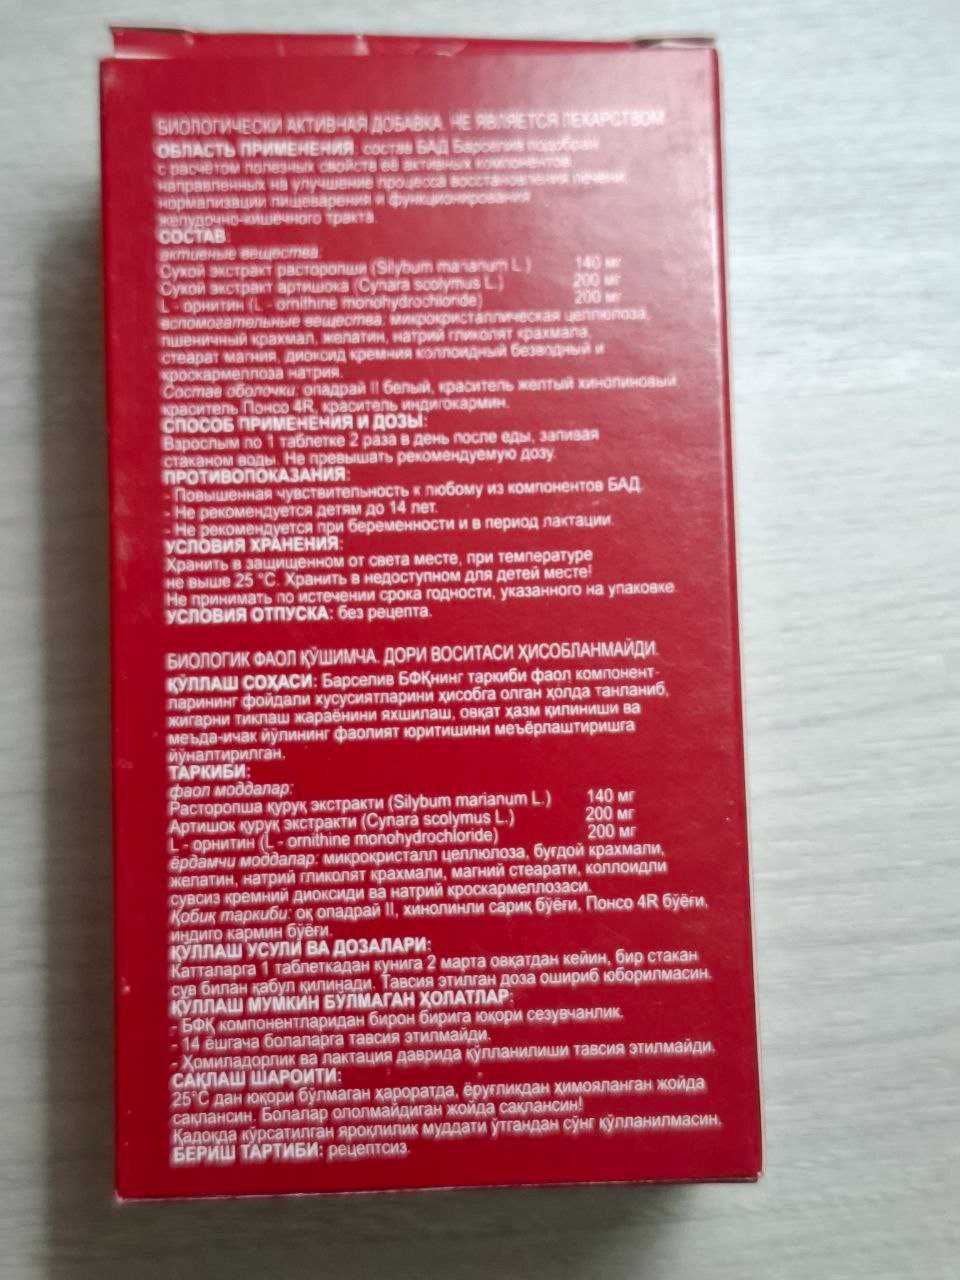 БИОЛОГИЧЕСКИ АКТИВНАЯ ДОБАВКА. НЕ ЯВЛЯЕТСЯ ЛЕКАРСТВОМ
ОБЛАСТЬ ПРИМЕНЕНИЯ: состав БАД Барселив подобран
с расчётом полезных свойств её активных компонентов,
направленных на улучшение процесса восстановления печени,
нормализации пищеварения и функционирования
желудочно-кишечного тракта.
СОСТАВ:
активные вещества:
Сухой экстракт расторопши (Silybum marianum L.) 140 мг
Сухой экстракт артишока (Cynara scolymus L.) 200 мг
L - орнитин (L - ornithine monohydrochloride) 200 мг
вспомогательные вещества: микрокристаллическая целлюлоза,
пшеничный крахмал, желатин, натрий гликолят крахмала,
стеарат магния, диоксид кремния коллоидный безводный и
кроскармеллоза натрия.
Состав оболочки: опадрай II белый, краситель желтый хинолиновый,
краситель Понсо 4R, краситель индигокармин.
СПОСОБ ПРИМЕНЕНИЯ И ДОЗЫ:
Взрослым по 1 таблетке 2 раза в день после еды, запивая
стаканом воды. Не превышать рекомендуемую дозу.
ПРОТИВОПОКАЗАНИЯ:
- Повышенная чувствительность к любому из компонентов БАД.
- Не рекомендуется детям до 14 лет.
- Не рекомендуется при беременности и в период лактации.
УСЛОВИЯ ХРАНЕНИЯ:
Хранить в защищенном от света месте, при температуре
не выше 25 °С. Хранить в недоступном для детей месте!
Не принимать по истечении срока годности, указанного на упаковке.
УСЛОВИЯ ОТПУСКА: без рецепта.
БИОЛОГИК ФАОЛ ҚЎШИМЧА. ДОРИ ВОСИТАСИ ҲИСОБЛАНМАЙДИ.
ҚЎЛЛАШ СОҲАСИ: Барселив БФҚнинг таркиби фаол компонент-
ларининг фойдали хусусиятларини ҳисобга олган ҳолда танланиб,
жигарни тиклаш жараёнини яхшилаш, овқат ҳазм қилиниши ва
меъда-ичак йўлининг фаолият юритишини меъёрлаштиришга
йўналтирилган.
ТАРКИБИ:
фаол моддалар:
Расторопша қуруқ экстракти (Silybum marianum L.) 140 мг
Артишок қуруқ экстракти (Cynara scolymus L.) 200 мг
L - орнитин (L - ornithine monohydrochloride) 200 мг
ёрдамчи моддалар: микрокристалл целлюлоза, буғдой крахмали,
желатин, натрий гликолят крахмали, магний стеарати, коллоидли
сувсиз кремний диоксиди ва натрий кроскармеллозаси.
Қобиқ таркиби: оқ опадрай II, хинолинли сариқ бўёғи, Понсо 4R бўёғи,
индиго кармин бўёғи.
ҚЎЛЛАШ УСУЛИ ВА ДОЗАЛАРИ:
Катталарга 1 таблеткадан кунига 2 марта овқатдан кейин, бир стакан
сув билан қабул қилинади. Тавсия этилган доза ошириб юборилмасин.
ҚЎЛЛАШ МУМКИН БЎЛМАГАН ҲОЛАТЛАР:
- БФҚ компонентларидан бирон бирига юқори сезувчанлик.
- 14 ёшгача болаларга тавсия этилмайди.
- Ҳомиладорлик ва лактация даврида қўлланилиши тавсия этилмайди.
САҚЛАШ ШАРОИТИ:
25°С дан юқори бўлмаган ҳароратда, ёруғликдан ҳимояланган жойда
сақлансин. Болалар ололмайдиган жойда сақлансин!
Қадоқда кўрсатилган яроқлилик муддати ўтгандан сўнг қўлланилмасин.
БЕРИШ ТАРТИБИ: рецептсиз.